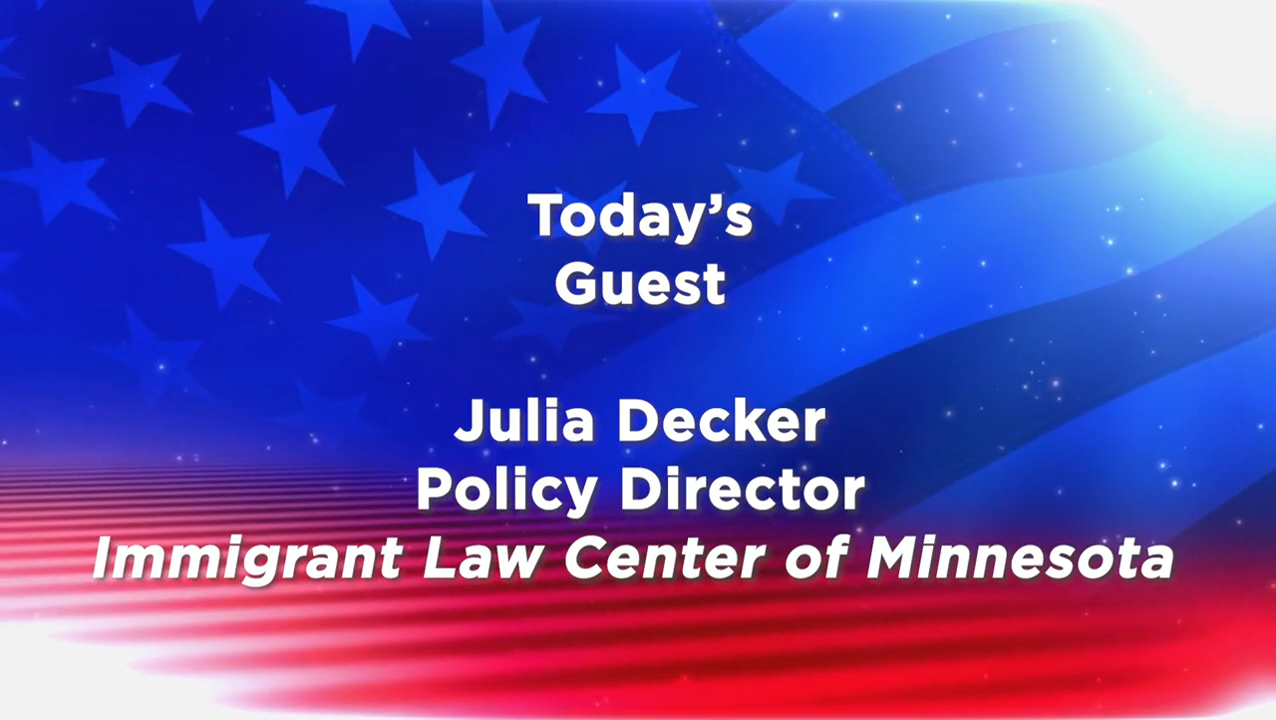 Today’s
Guest
Julia Decker
Policy Director
Immigrant Law Center of Minnesota